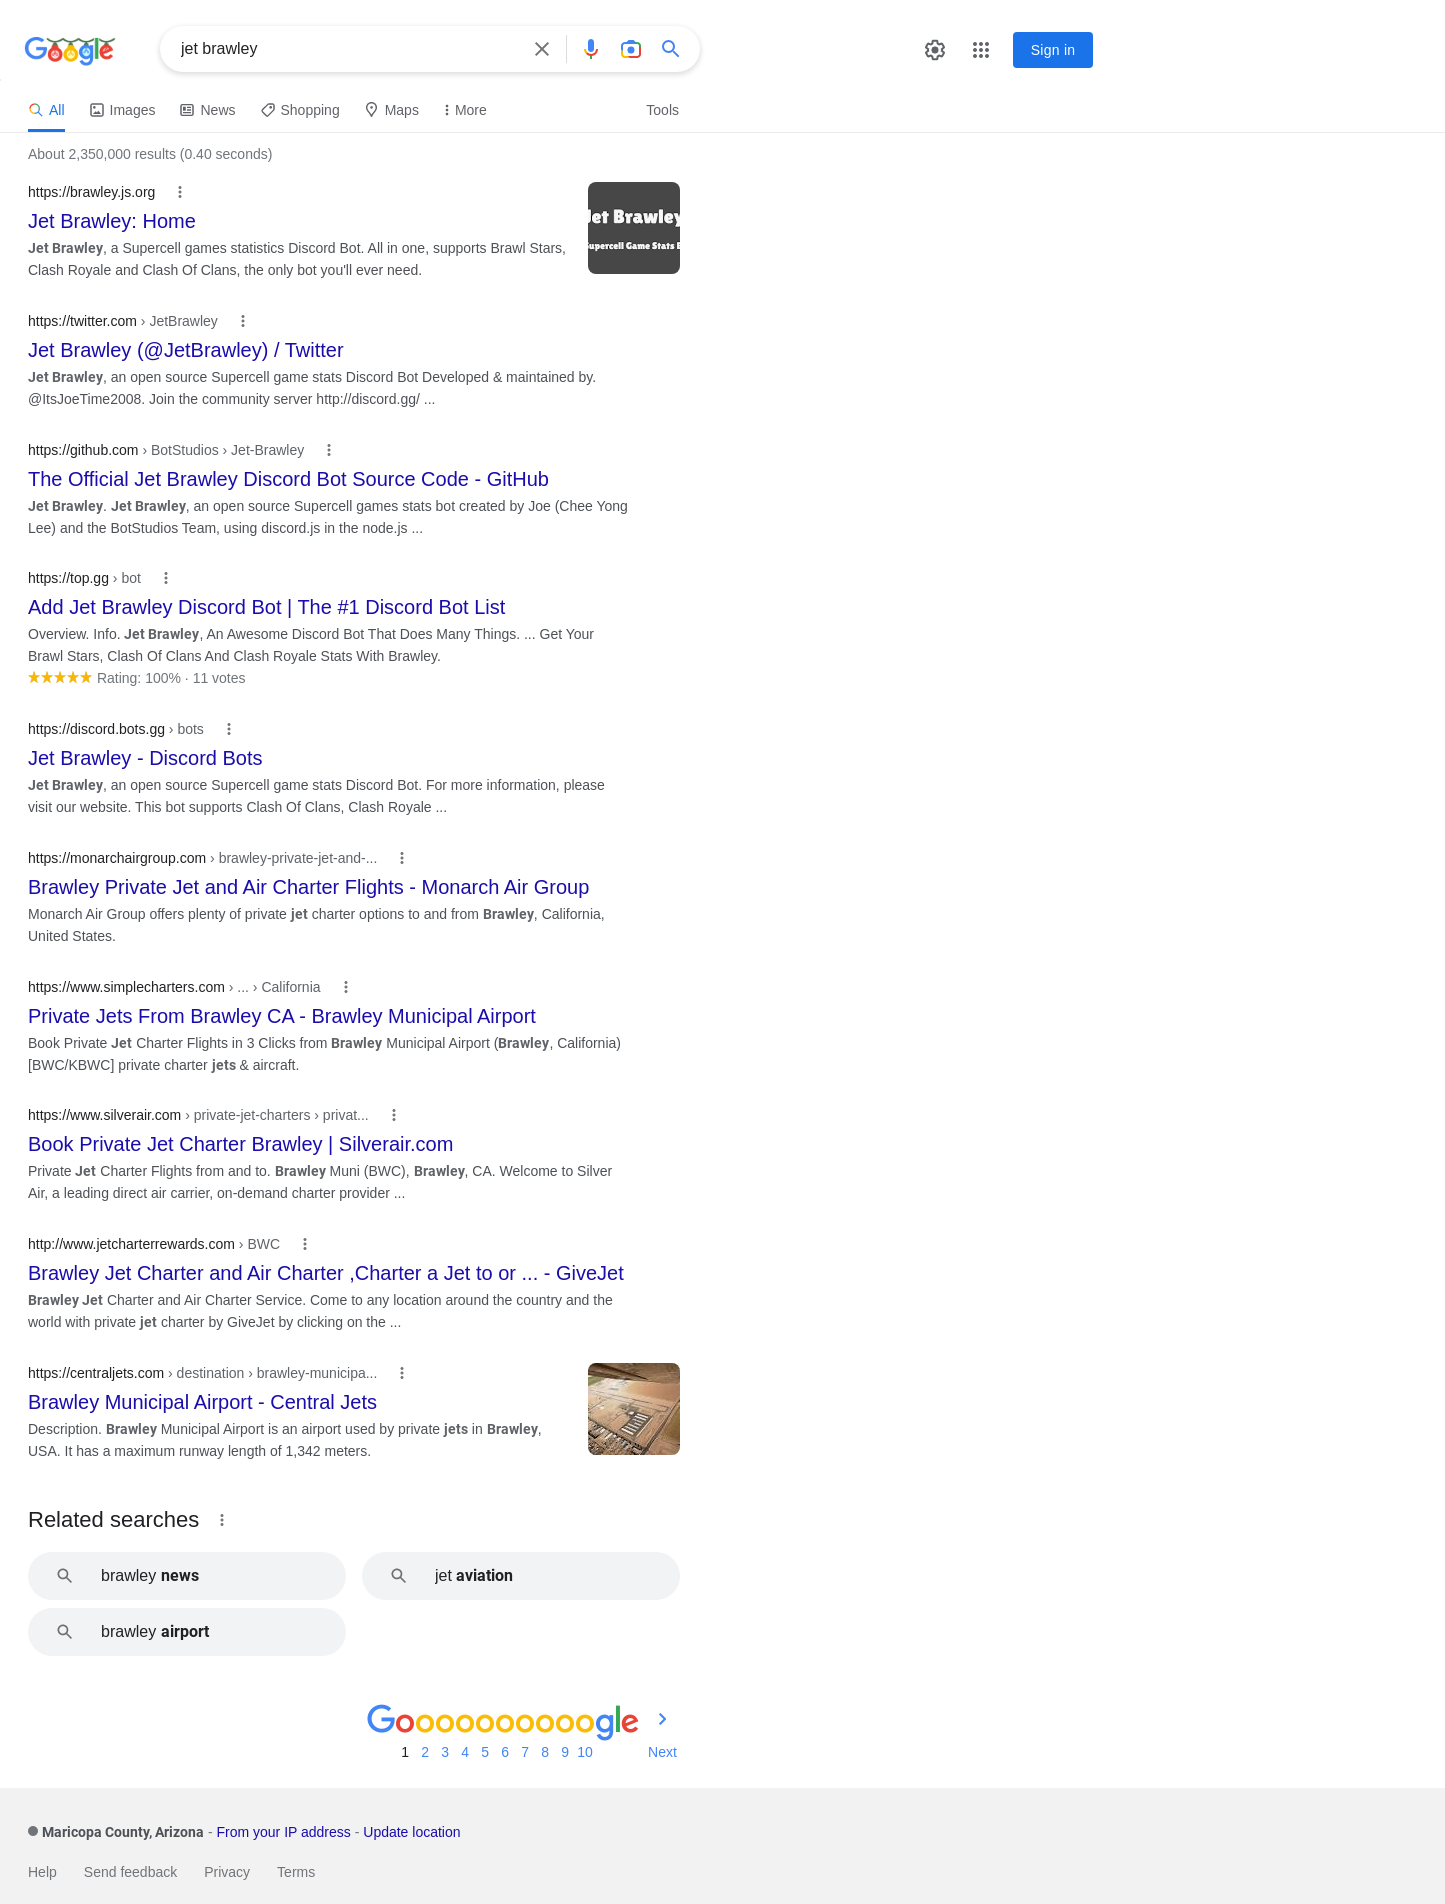 Google
jet brawley
Sign in
All Images News Shopping Maps More Tools
About 2,350,000 results (0.40 seconds)
https://brawley.js.org
Jet Brawley: Home
Jet Brawley, a Supercell games statistics Discord Bot. All in one, supports Brawl Stars,
Clash Royale and Clash Of Clans, the only bot you'll ever need.
Jet Brawley
Supercell Game Stats
https://twitter.com › JetBrawley
Jet Brawley (@JetBrawley) / Twitter
Jet Brawley, an open source Supercell game stats Discord Bot Developed & maintained by.
@ItsJoeTime2008. Join the community server http://discord.gg/ ...
https://github.com › BotStudios › Jet-Brawley
The Official Jet Brawley Discord Bot Source Code - GitHub
Jet Brawley. Jet Brawley, an open source Supercell games stats bot created by Joe (Chee Yong
Lee) and the BotStudios Team, using discord.js in the node.js ...
https://top.gg › bot
Add Jet Brawley Discord Bot | The #1 Discord Bot List
Overview. Info. Jet Brawley, An Awesome Discord Bot That Does Many Things. ... Get Your
Brawl Stars, Clash Of Clans And Clash Royale Stats With Brawley.
Rating: 100% · 11 votes
https://discord.bots.gg › bots
Jet Brawley - Discord Bots
Jet Brawley, an open source Supercell game stats Discord Bot. For more information, please
visit our website. This bot supports Clash Of Clans, Clash Royale ...
https://monarchairgroup.com › brawley-private-jet-and-...
Brawley Private Jet and Air Charter Flights - Monarch Air Group
Monarch Air Group offers plenty of private jet charter options to and from Brawley, California,
United States.
https://www.simplecharters.com › ... › California
Private Jets From Brawley CA - Brawley Municipal Airport
Book Private Jet Charter Flights in 3 Clicks from Brawley Municipal Airport (Brawley, California)
[BWC/KBWC] private charter jets & aircraft.
https://www.silverair.com › private-jet-charters › privat...
Book Private Jet Charter Brawley | Silverair.com
Private Jet Charter Flights from and to. Brawley Muni (BWC), Brawley, CA. Welcome to Silver
Air, a leading direct air carrier, on-demand charter provider ...
http://www.jetcharterrewards.com › BWC
Brawley Jet Charter and Air Charter ,Charter a Jet to or ... - GiveJet
Brawley Jet Charter and Air Charter Service. Come to any location around the country and the
world with private jet charter by GiveJet by clicking on the ...
https://centraljets.com › destination › brawley-municipa...
Brawley Municipal Airport - Central Jets
Description. Brawley Municipal Airport is an airport used by private jets in Brawley,
USA. It has a maximum runway length of 1,342 meters.
Related searches
brawley news
jet aviation
brawley airport
Goooooooooogle
1 2 3 4 5 6 7 8 9 10 Next
Maricopa County, Arizona - From your IP address - Update location
Help Send feedback Privacy Terms